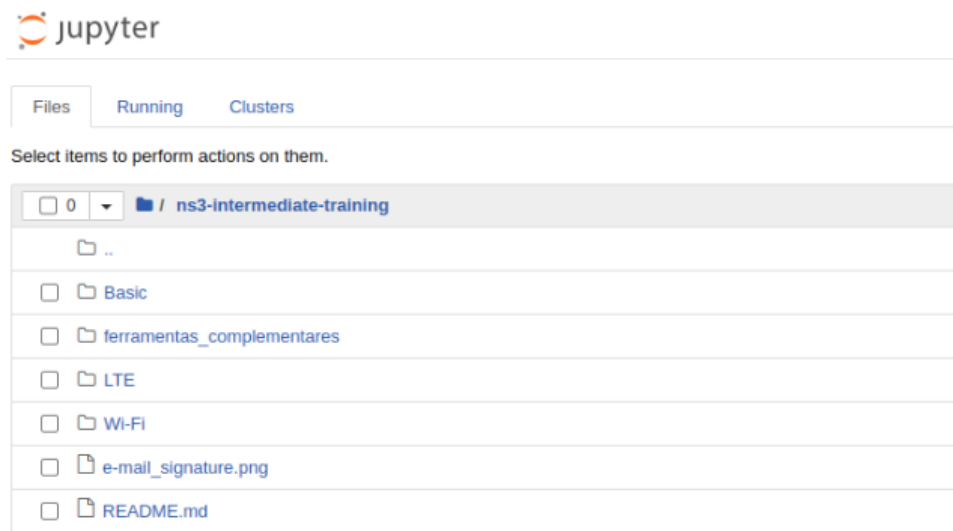 jupyter
Files Running Clusters
Select items to perform actions on them.
0 / ns3-intermediate-training
..
Basic
ferramentas_complementares
LTE
Wi-Fi
e-mail_signature.png
README.md